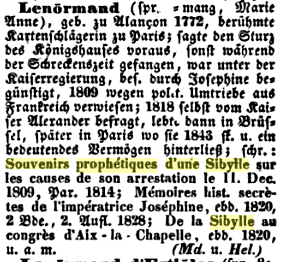 Lenórmand (spr. =mang, Marie
Anne), geb. zu Alançon 1772, berühmte
Kartenschlägerin zu Paris; sagte den Sturz
des Königshauses voraus, sonst während
der Schreckenszeit gefangen, war unter der
Kaiserregierung, bes. durch Josephine be-
günstigt, 1809 wegen polit. Umtriebe aus
Frankreich verwiesen; 1818 selbst vom Kai-
ser Alexander befragt, lebte dann in Brüs-
sel, später in Paris wo sie 1843 st. u. ein
bedeutendes Vermögen hinterließ; schr.:
Souvenirs prophétiques d'une Sibylle sur
les causes de son arrestation le 11. Dec.
1809, Par. 1814; Mémoires hist. secrètes
de l'impératrice Joséphine, ebd. 1820,
2 Bde., 2. Aufl. 1828; De la Sibylle au
congrès d'Aix-la-Chapelle, ebd. 1820,
u. a. m. (Md. u. Hel.)